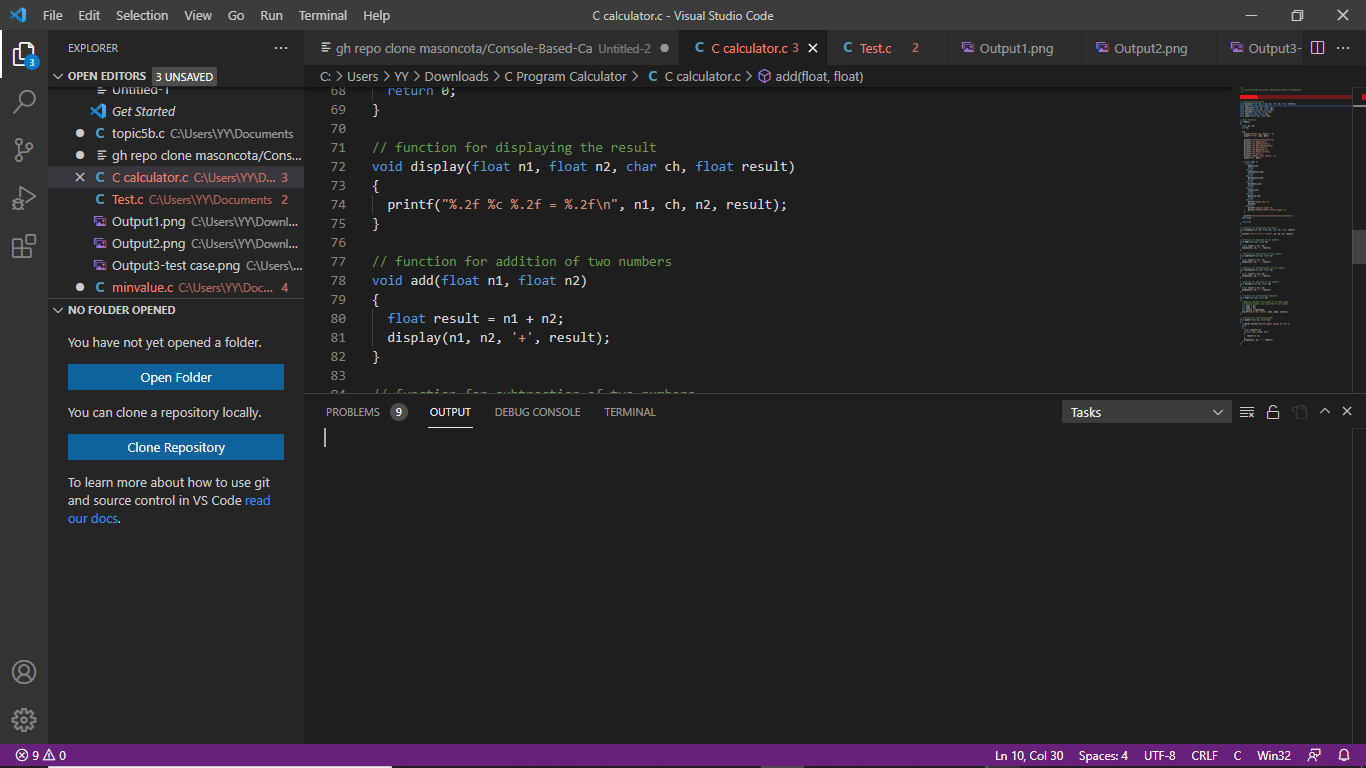 File Edit Selection View Go Run Terminal Help C calculator.c - Visual Studio Code
EXPLORER
gh repo clone masoncota/Console-Based-Ca Untitled-2 C C calculator.c 3 C Test.c 2 Output1.png Output2.png Output3-
OPEN EDITORS 3 UNSAVED
C: > Users > YY > Downloads > C Program Calculator > C C calculator.c > add(float, float)
Untitled-1
Get Started
C topic5b.c C:\Users\YY\Documents
gh repo clone masoncota/Cons...
C C calculator.c C:\Users\YY\D... 3
C Test.c C:\Users\YY\Documents 2
Output1.png C:\Users\YY\Downl...
Output2.png C:\Users\YY\Downl...
Output3-test case.png C:\Users\...
C minvalue.c C:\Users\YY\Doc... 4
NO FOLDER OPENED
You have not yet opened a folder.
Open Folder
You can clone a repository locally.
Clone Repository
To learn more about how to use git
and source control in VS Code read
our docs.
3
68 return 0;
69 }
70
71 // function for displaying the result
72 void display(float n1, float n2, char ch, float result)
73 {
74 printf("%.2f %c %.2f = %.2f\n", n1, ch, n2, result);
75 }
76
77 // function for addition of two numbers
78 void add(float n1, float n2)
79 {
80 float result = n1 + n2;
81 display(n1, n2, '+', result);
82 }
83
84 // function for subtraction of two numbers
PROBLEMS 9 OUTPUT DEBUG CONSOLE TERMINAL Tasks
9 0 Ln 10, Col 30 Spaces: 4 UTF-8 CRLF C Win32